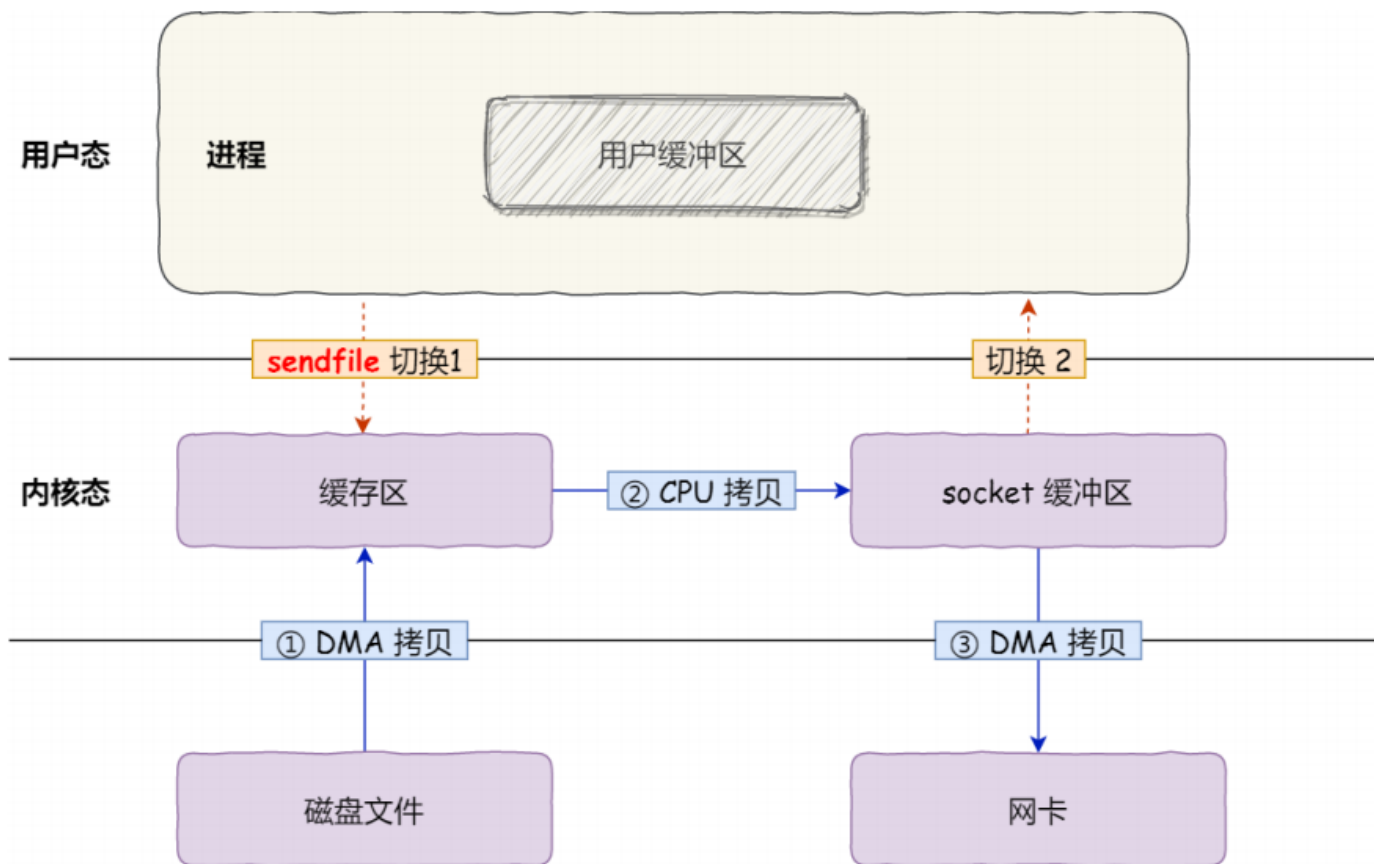 用户态
进程
用户缓冲区
sendfile 切换1
切换 2
内核态
缓存区
② CPU 拷贝
socket 缓冲区
① DMA 拷贝
③ DMA 拷贝
磁盘文件
网卡